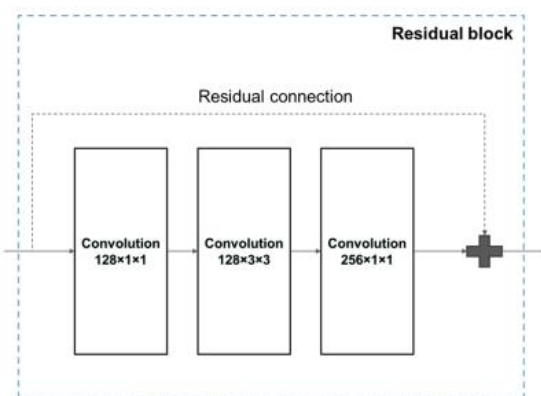 Residual block
Residual connection
Convolution
128×1×1
Convolution
128×3×3
Convolution
256×1×1